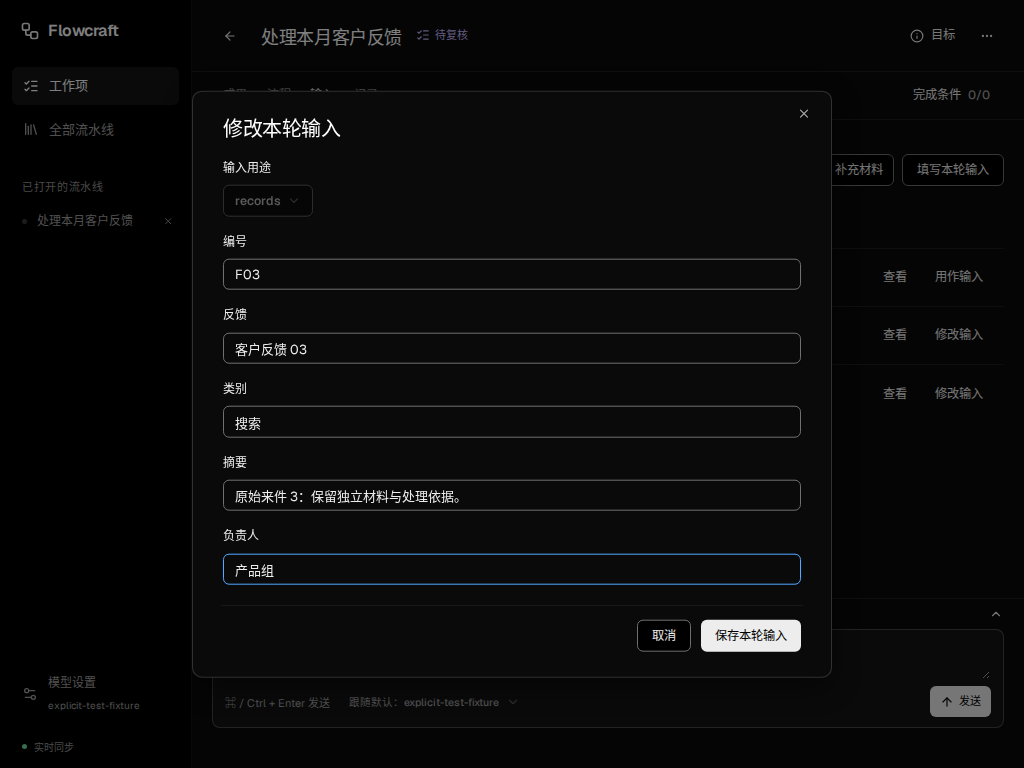 Flowcraft
工作项
全部流水线
已打开的流水线
处理本月客户反馈
模型设置
explicit-test-fixture
实时同步
处理本月客户反馈
待复核
目标
完成条件 0/0
补充材料
填写本轮输入
查看
用作输入
查看
修改输入
查看
修改输入
修改本轮输入
输入用途
records
编号
F03
反馈
客户反馈 03
类别
搜索
摘要
原始来件 3：保留独立材料与处理依据。
负责人
产品组
取消
保存本轮输入
⌘ / Ctrl + Enter 发送
跟随默认：explicit-test-fixture
发送